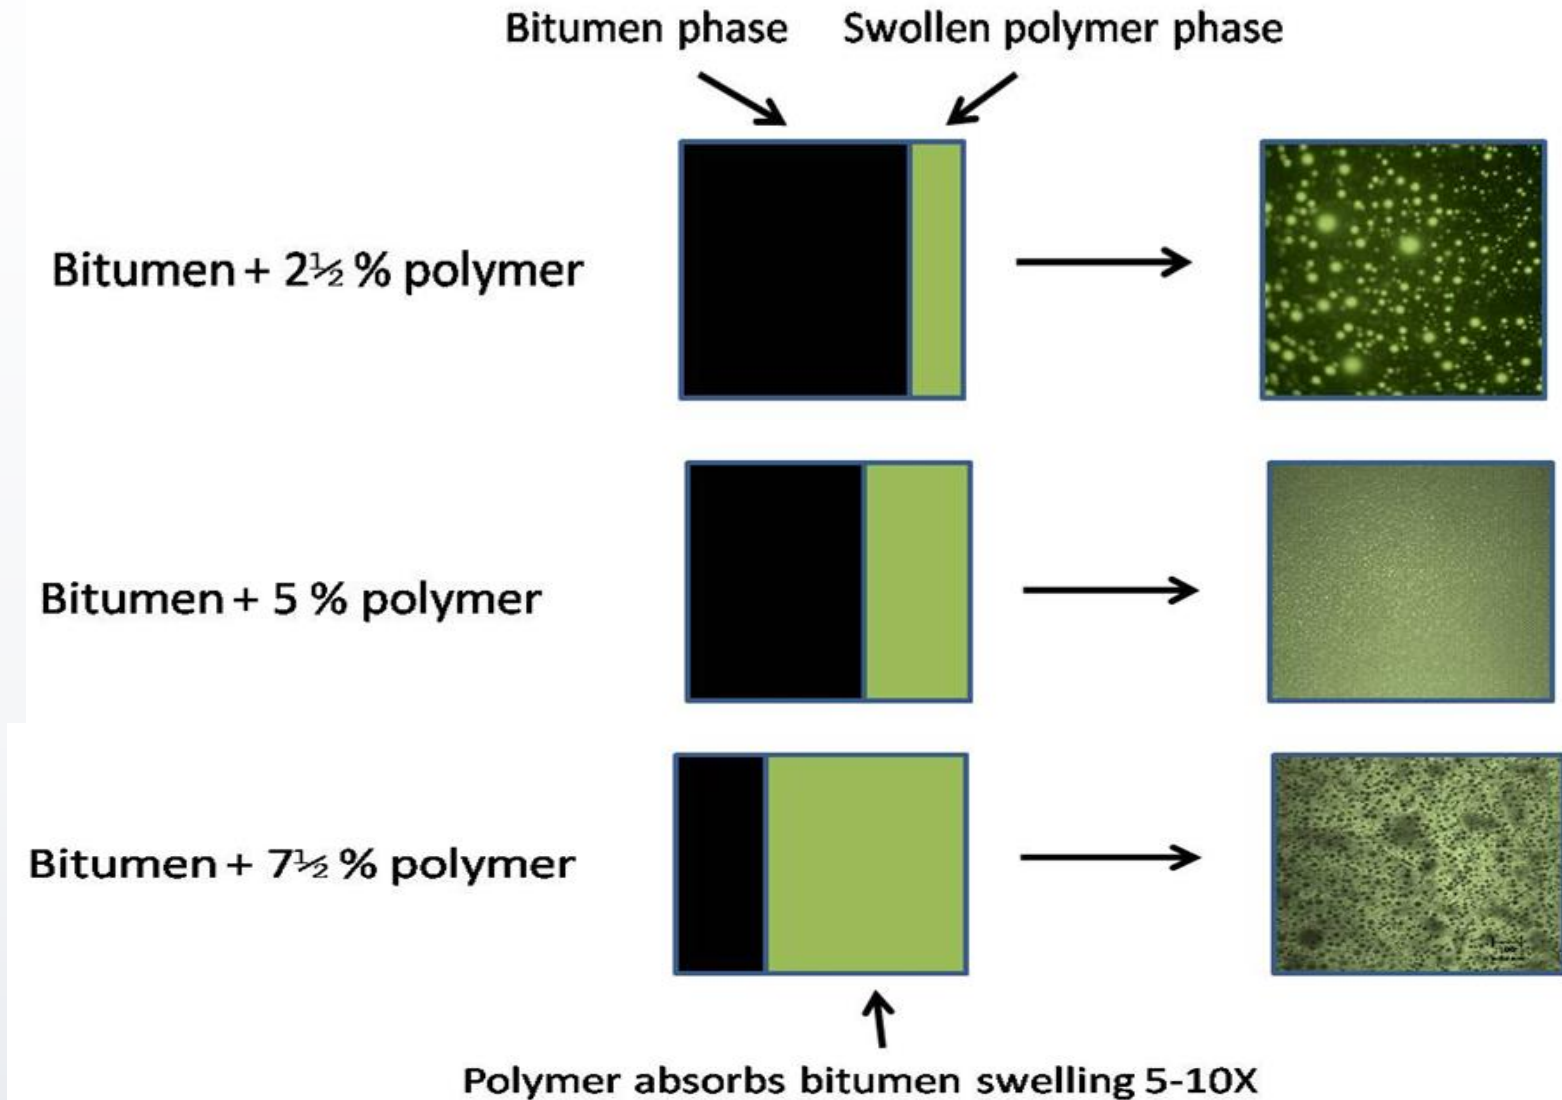 Bitumen phase
Swollen polymer phase
Bitumen + 2½ % polymer
Bitumen + 5 % polymer
Bitumen + 7½ % polymer
Polymer absorbs bitumen swelling 5-10X